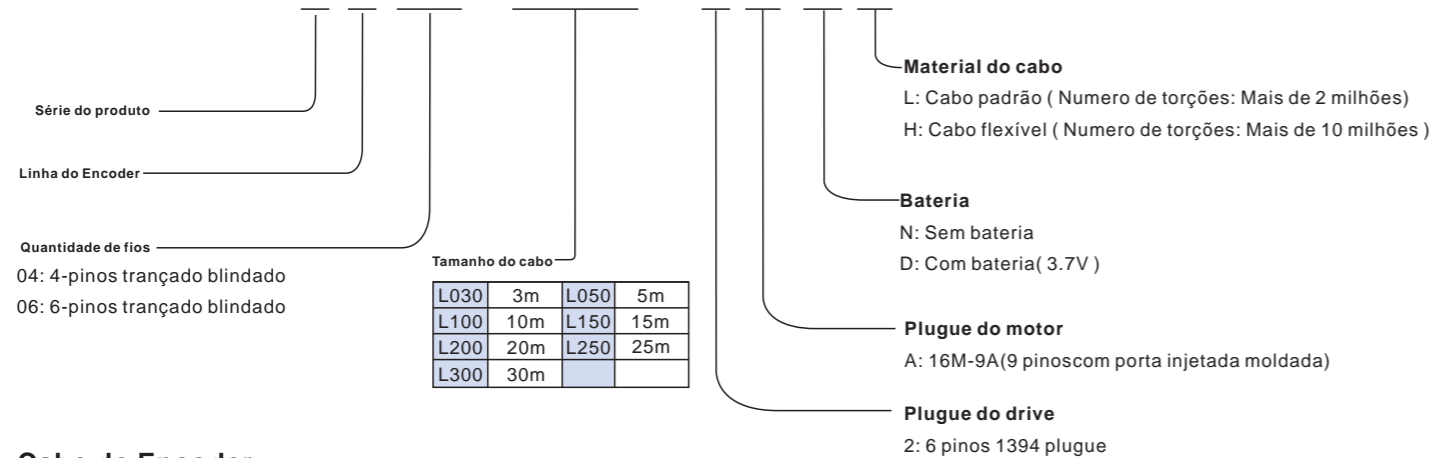 Material do cabo
L: Cabo padrão ( Numero de torções: Mais de 2 milhões)
H: Cabo flexível ( Numero de torções: Mais de 10 milhões )
Série do produto
Linha do Encoder
Bateria
N: Sem bateria
D: Com bateria( 3.7V )
Quantidade de fios
04: 4-pinos trançado blindado
06: 6-pinos trançado blindado
Tamanho do cabo
L030 3m L050 5m
L100 10m L150 15m
L200 20m L250 25m
L300 30m
Plugue do motor
A: 16M-9A(9 pinoscom porta injetada moldada)
Plugue do drive
2: 6 pinos 1394 plugue